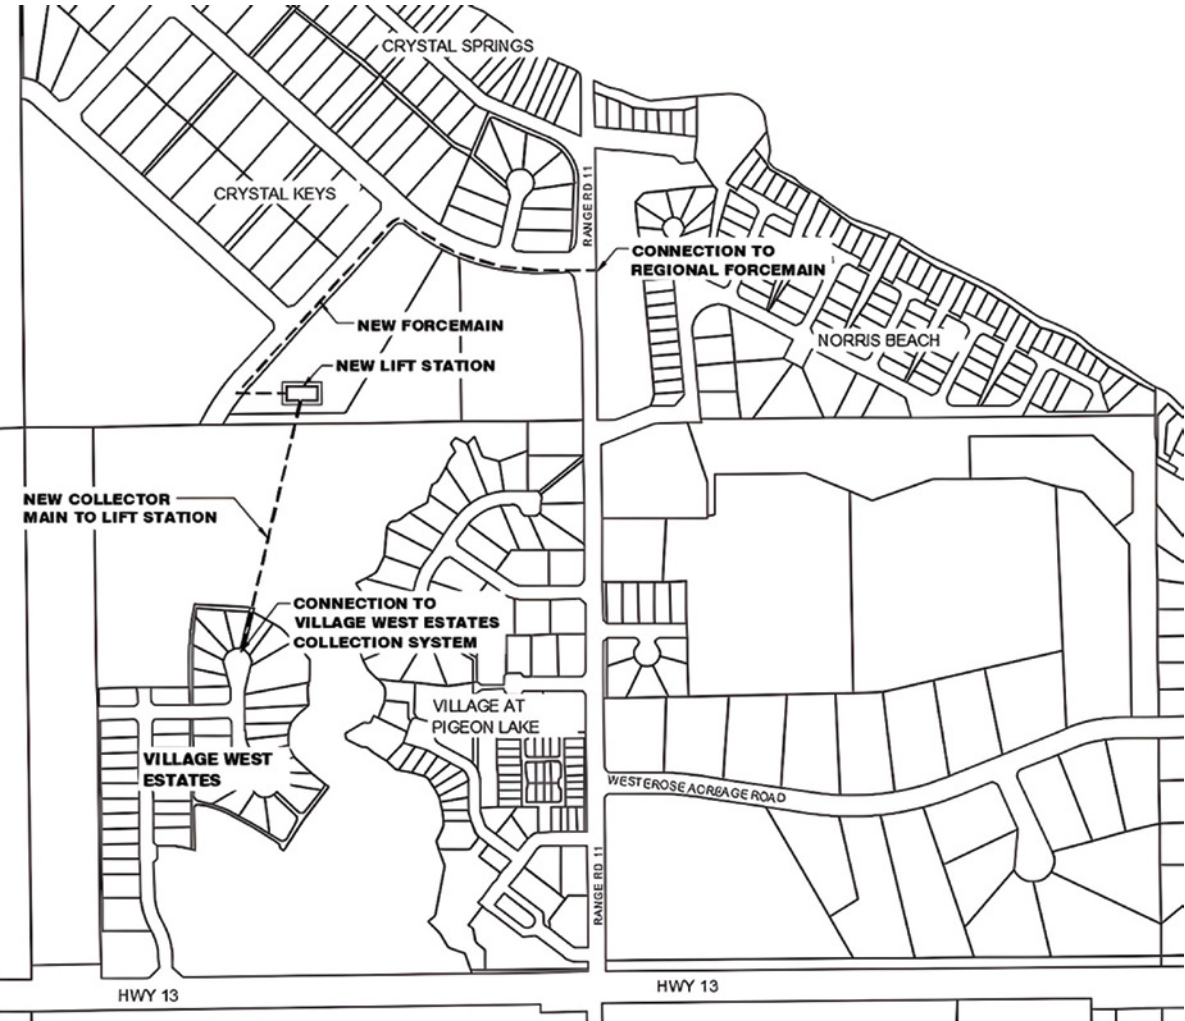 CRYSTAL SPRINGS
CRYSTAL KEYS
RANGE RD 11
CONNECTION TO
REGIONAL FORCEMAIN
NEW FORCEMAIN
NORRIS BEACH
NEW LIFT STATION
NEW COLLECTOR
MAIN TO LIFT STATION
CONNECTION TO
VILLAGE WEST ESTATES
COLLECTION SYSTEM
VILLAGE AT
PIGEON LAKE
VILLAGE WEST
ESTATES
WESTEROSE ACREAGE ROAD
RANGE RD 11
HWY 13
HWY 13